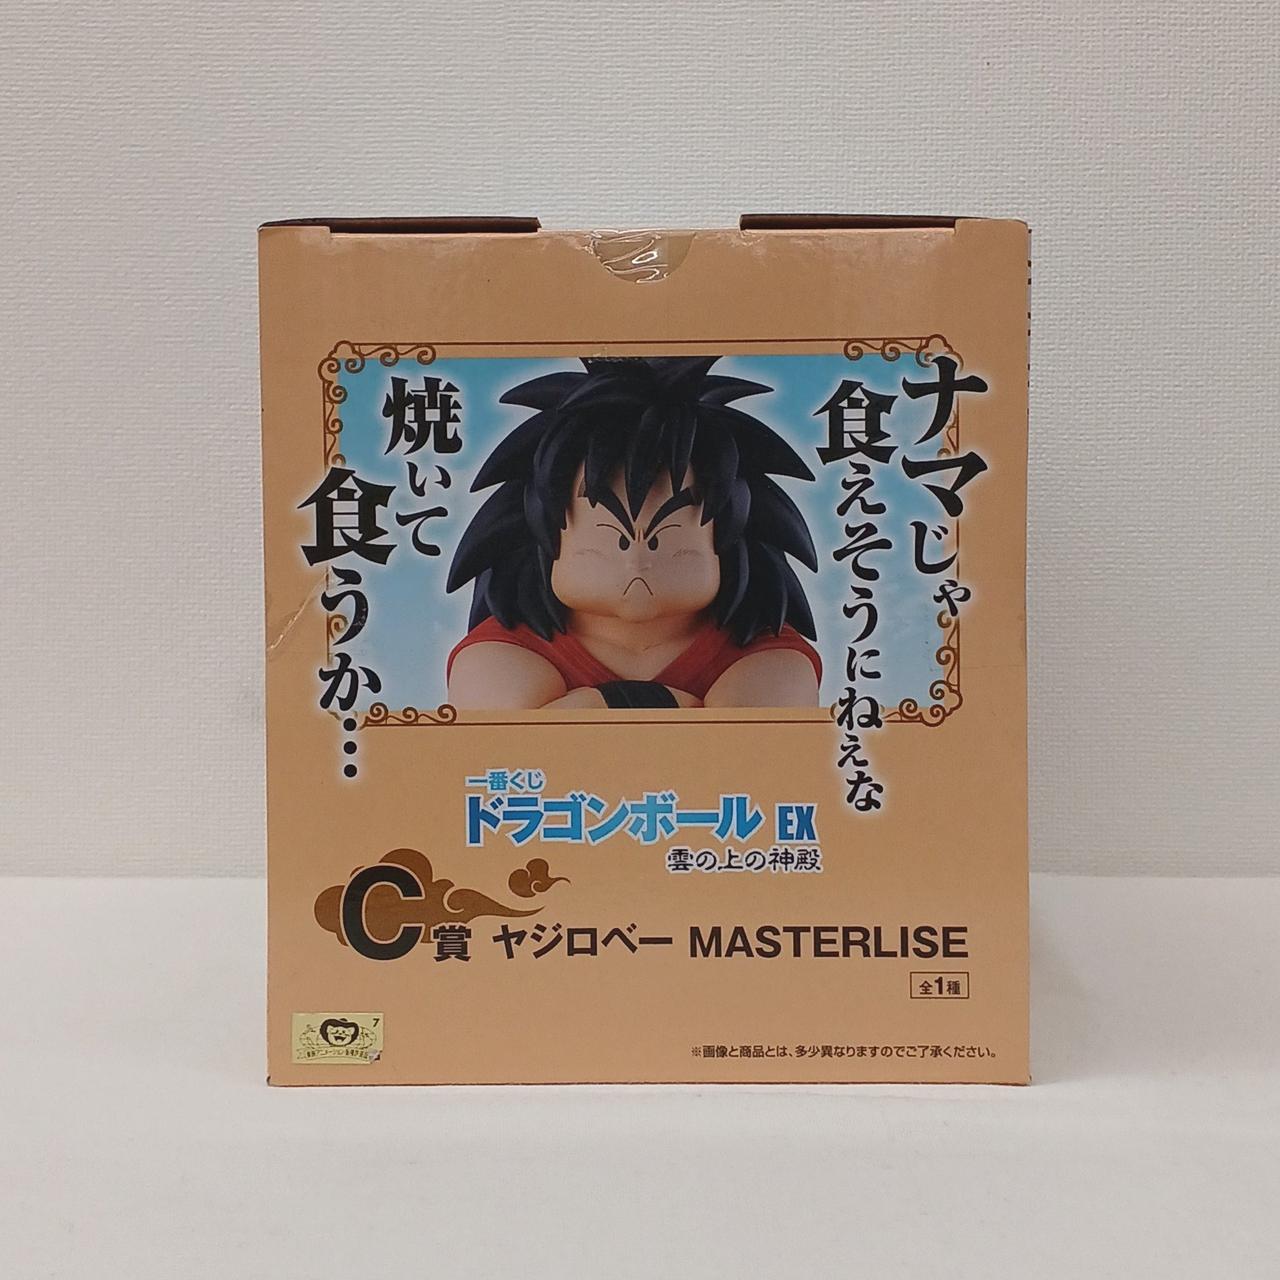 ナマじゃ
食えそうにねえな
焼いて
食うか…
一番くじ
ドラゴンボール EX
雲の上の神殿
C賞 ヤジロベー MASTERLISE
全1種
7
※画像と商品とは、多少異なりますのでご了承ください。